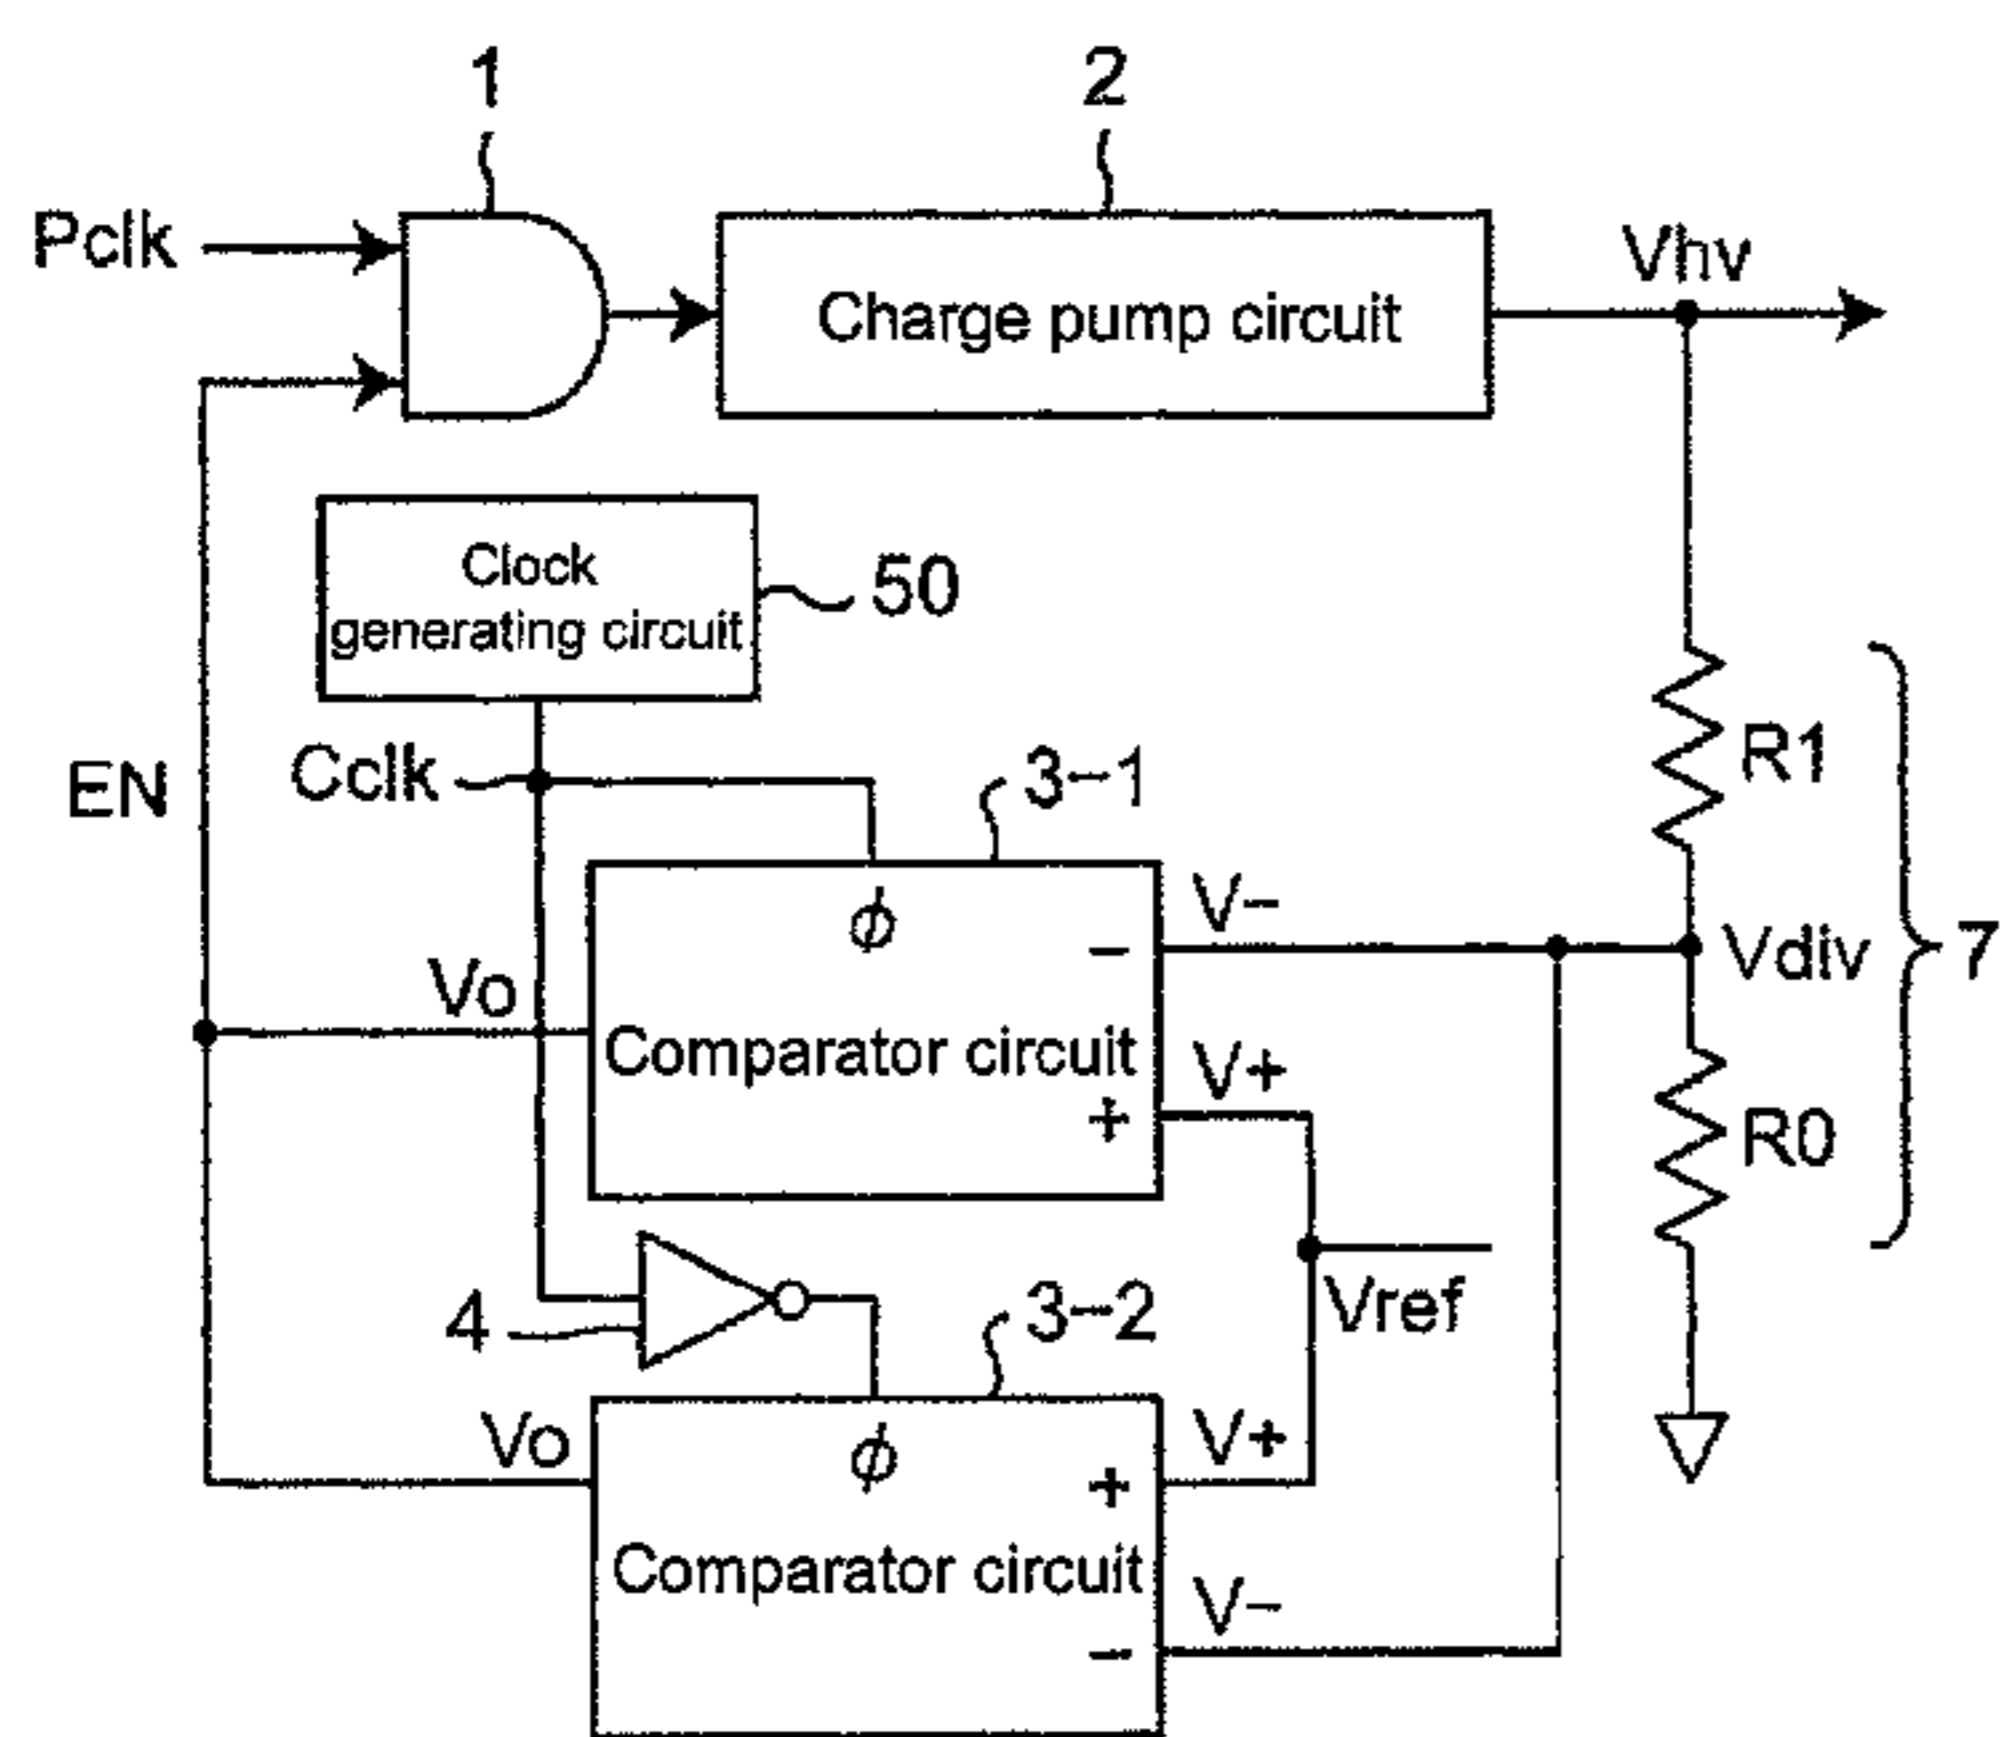 1
2
Pclk
Charge pump circuit
Vhv
Clock
generating circuit
50
EN
Cclk
3-1
R1
ϕ
V-
-
Vdiv
7
Vo
Comparator circuit
V+
+
R0
4
3-2
Vref
Vo
ϕ
V+
+
Comparator circuit
V-
-